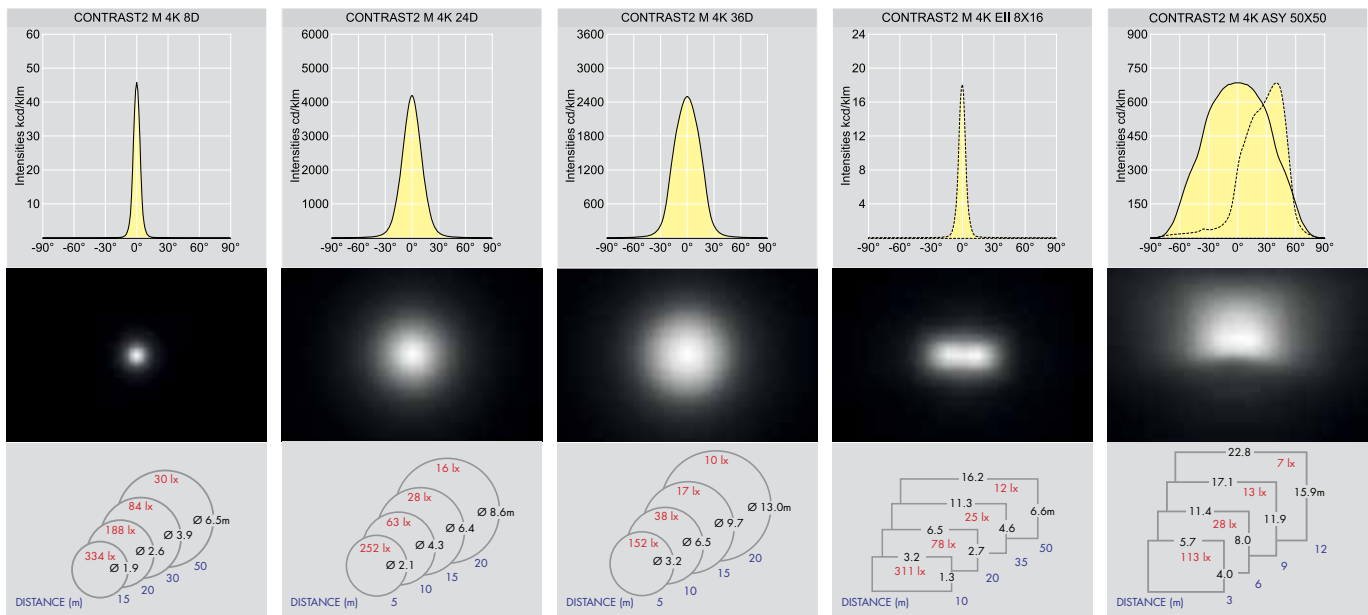 CONTRAST2 M 4K 8D
60
50
40
30
20
10
Intensities kcd/klm
-90° -60° -30° 0° 30° 60° 90°
30 lx
84 lx
188 lx
334 lx
Ø 6.5m
Ø 3.9
Ø 2.6
Ø 1.9
50
30
20
15
DISTANCE (m)
CONTRAST2 M 4K 24D
6000
5000
4000
3000
2000
1000
Intensities cd/klm
-90° -60° -30° 0° 30° 60° 90°
16 lx
28 lx
63 lx
252 lx
Ø 8.6m
Ø 6.4
Ø 4.3
Ø 2.1
20
15
10
5
DISTANCE (m)
CONTRAST2 M 4K 36D
3600
3000
2400
1800
1200
600
Intensities cd/klm
-90° -60° -30° 0° 30° 60° 90°
10 lx
17 lx
38 lx
152 lx
Ø 13.0m
Ø 9.7
Ø 6.5
Ø 3.2
20
15
10
5
DISTANCE (m)
CONTRAST2 M 4K Ell 8X16
24
20
16
12
8
4
Intensities kcd/klm
-90° -60° -30° 0° 30° 60° 90°
16.2
12 lx
11.3
25 lx
6.6m
6.5
4.6
78 lx
3.2
2.7
311 lx
1.3
50
35
20
10
DISTANCE (m)
CONTRAST2 M 4K ASY 50X50
900
750
600
450
300
150
Intensities cd/klm
-90° -60° -30° 0° 30° 60° 90°
22.8
7 lx
17.1
13 lx
15.9m
11.4
28 lx
11.9
5.7
8.0
113 lx
4.0
12
9
6
3
DISTANCE (m)